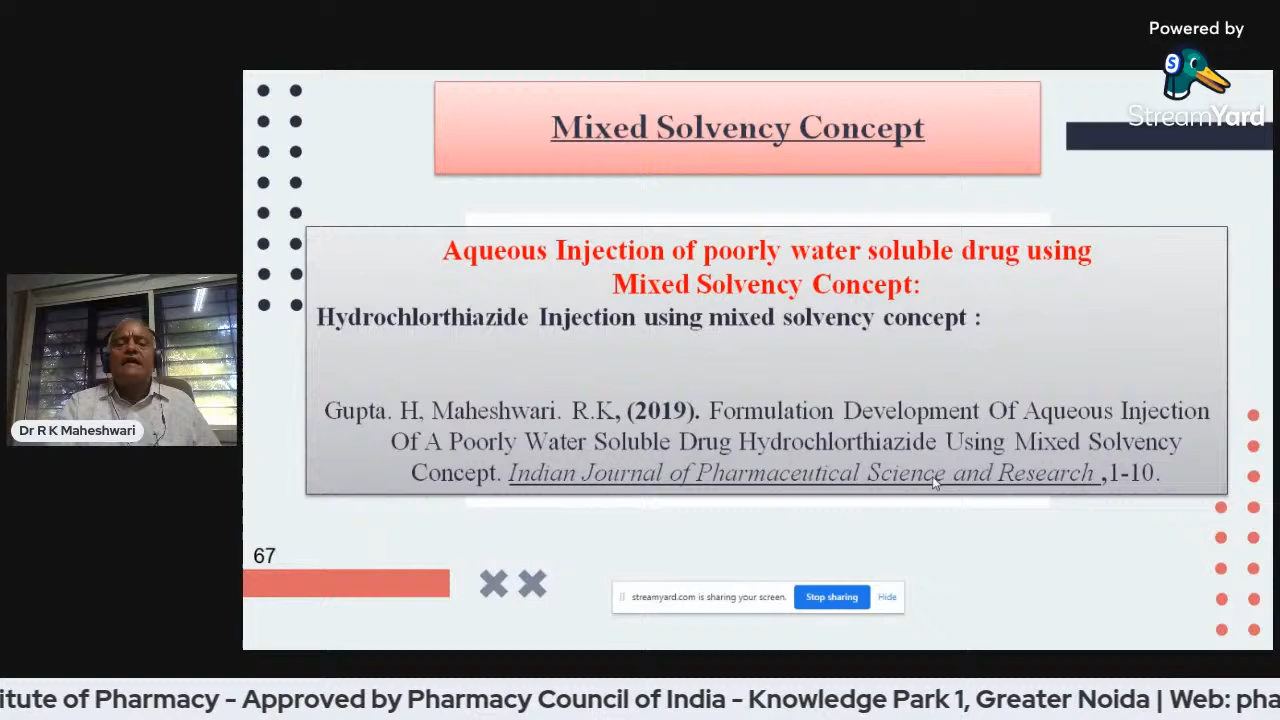 Powered by
StreamYard
Mixed Solvency Concept
Aqueous Injection of poorly water soluble drug using
Mixed Solvency Concept:
Hydrochlorthiazide Injection using mixed solvency concept :
Gupta. H, Maheshwari. R.K, (2019). Formulation Development Of Aqueous Injection
Of A Poorly Water Soluble Drug Hydrochlorthiazide Using Mixed Solvency
Concept. Indian Journal of Pharmaceutical Science and Research ,1-10.
Dr R K Maheshwari
67
streamyard.com is sharing your screen. Stop sharing Hide
itute of Pharmacy - Approved by Pharmacy Council of India - Knowledge Park 1, Greater Noida | Web: pha